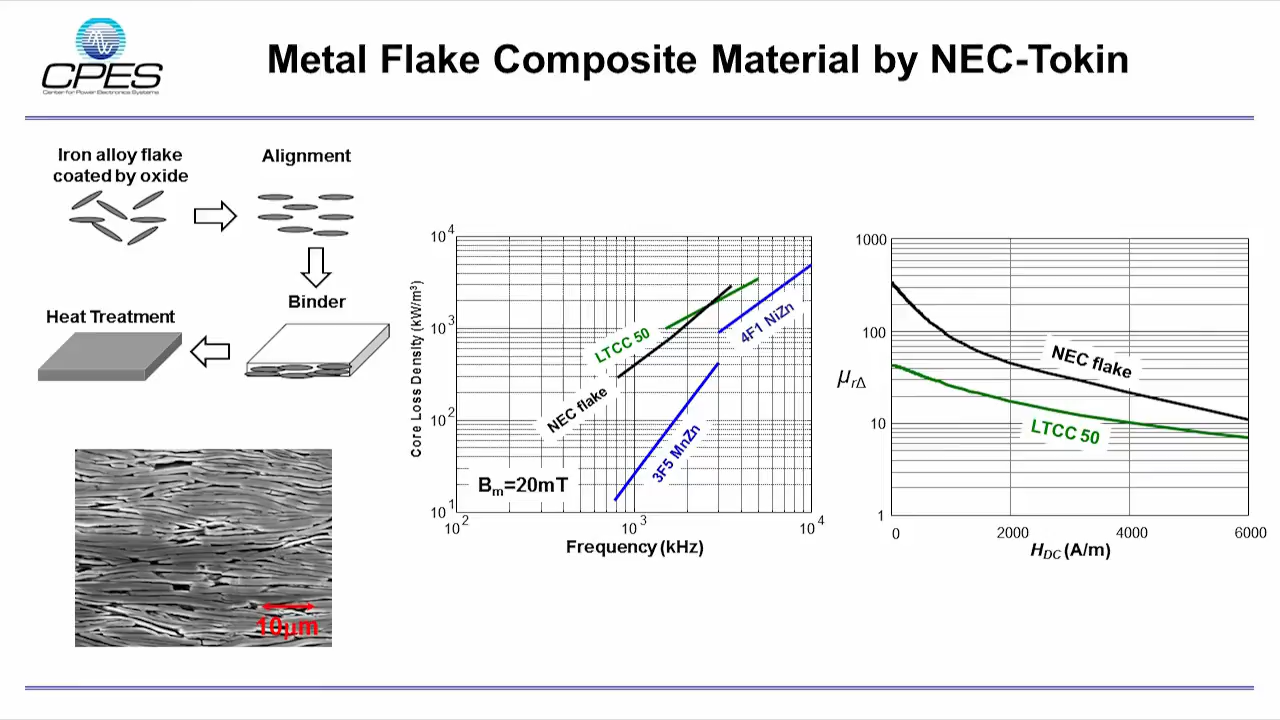 CPES
Center for Power Electronics Systems
Metal Flake Composite Material by NEC-Tokin
Iron alloy flake
coated by oxide
Alignment
Binder
Heat Treatment
10μm
Core Loss Density (kW/m³)
10⁴
10³
10²
10¹
LTCC 50
NEC flake
4F1 NiZn
3F5 MnZn
Bₘ=20mT
10² 10³ 10⁴
Frequency (kHz)
μrΔ
1000
100
10
1
NEC flake
LTCC 50
0 2000 4000 6000
H_DC (A/m)